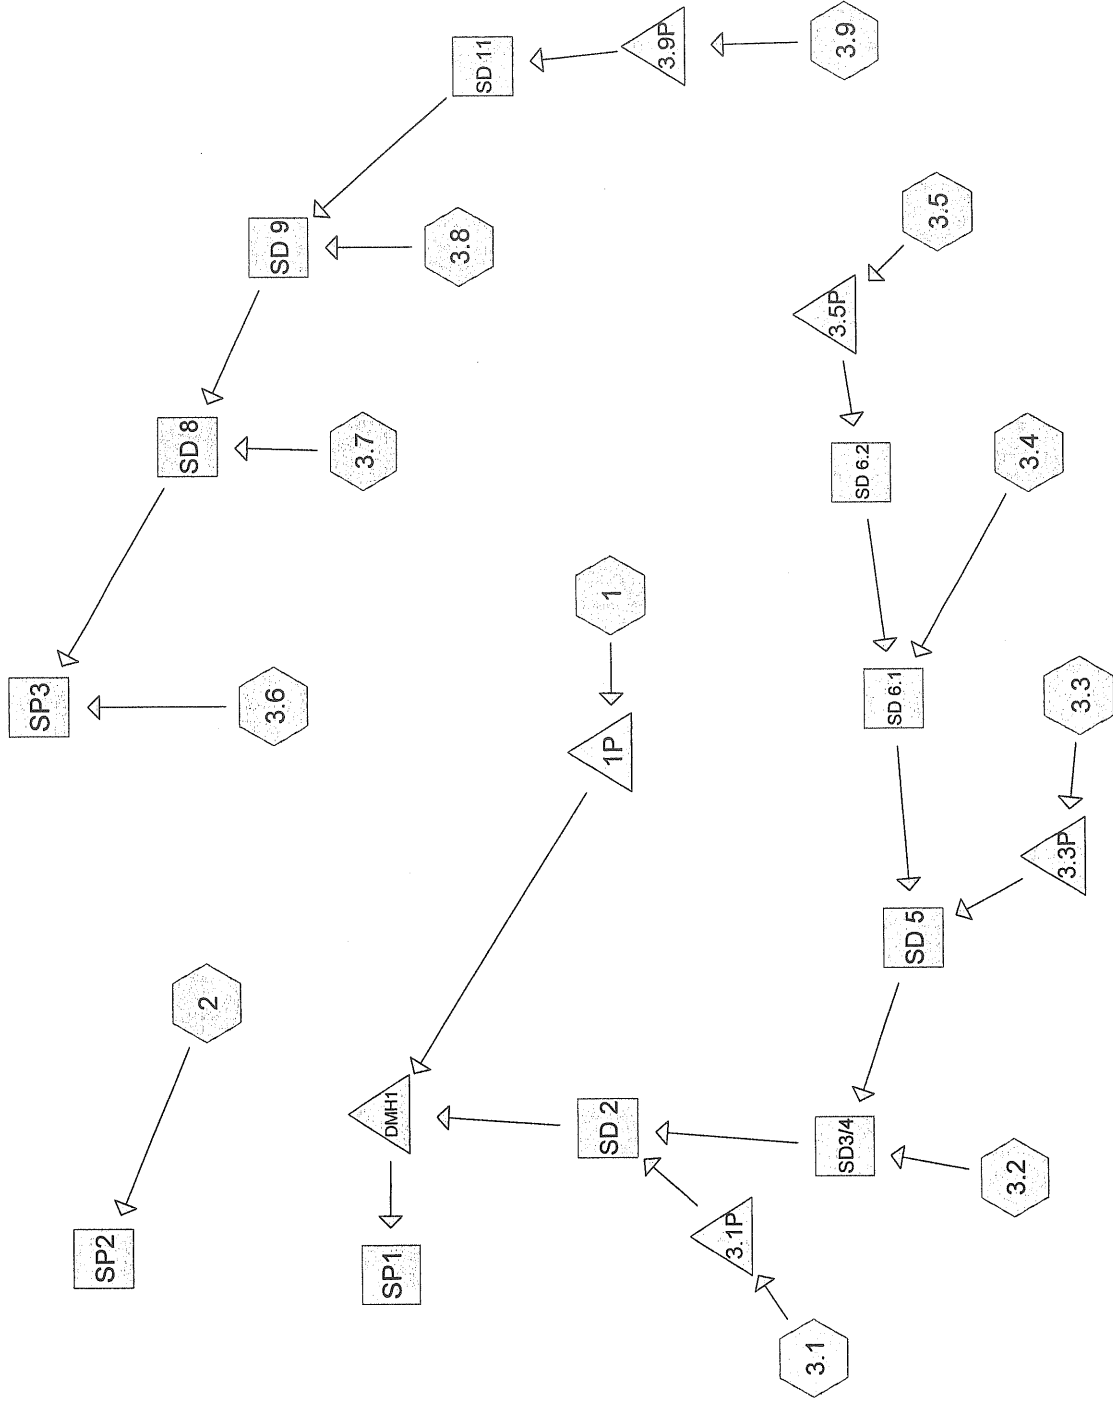 3.9
3.9P
SD 11
SD 9
3.8
SD 8
3.7
SP3
3.6
3.5
3.5P
SD 6.2
3.4
SD 6.1
3.3
3.3P
SD 5
1
1P
2
SP2
DMH1
SP1
SD 2
SD3/4
3.2
3.1P
3.1